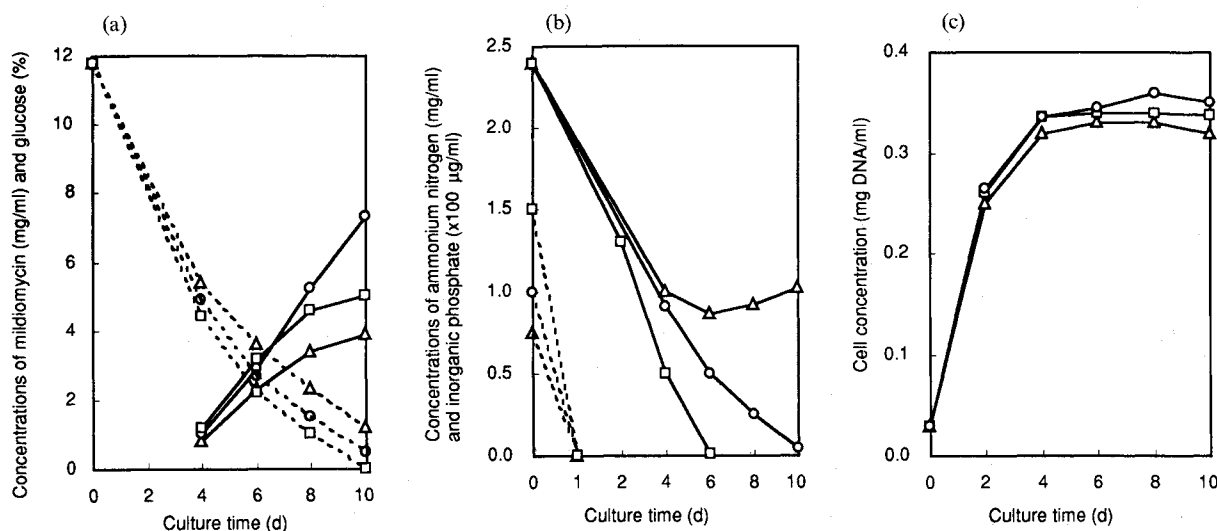 (a)
Concentrations of mildiomycin (mg/ml) and glucose (%)
12
10
8
6
4
2
0
0 2 4 6 8 10
Culture time (d)
(b)
Concentrations of ammonium nitrogen (mg/ml)
and inorganic phosphate (x100 μg/ml)
2.5
2.0
1.5
1.0
0.5
0.0
0 1 2 4 6 8 10
Culture time (d)
(c)
Cell concentration (mg DNA/ml)
0.4
0.3
0.2
0.1
0
0 2 4 6 8 10
Culture time (d)